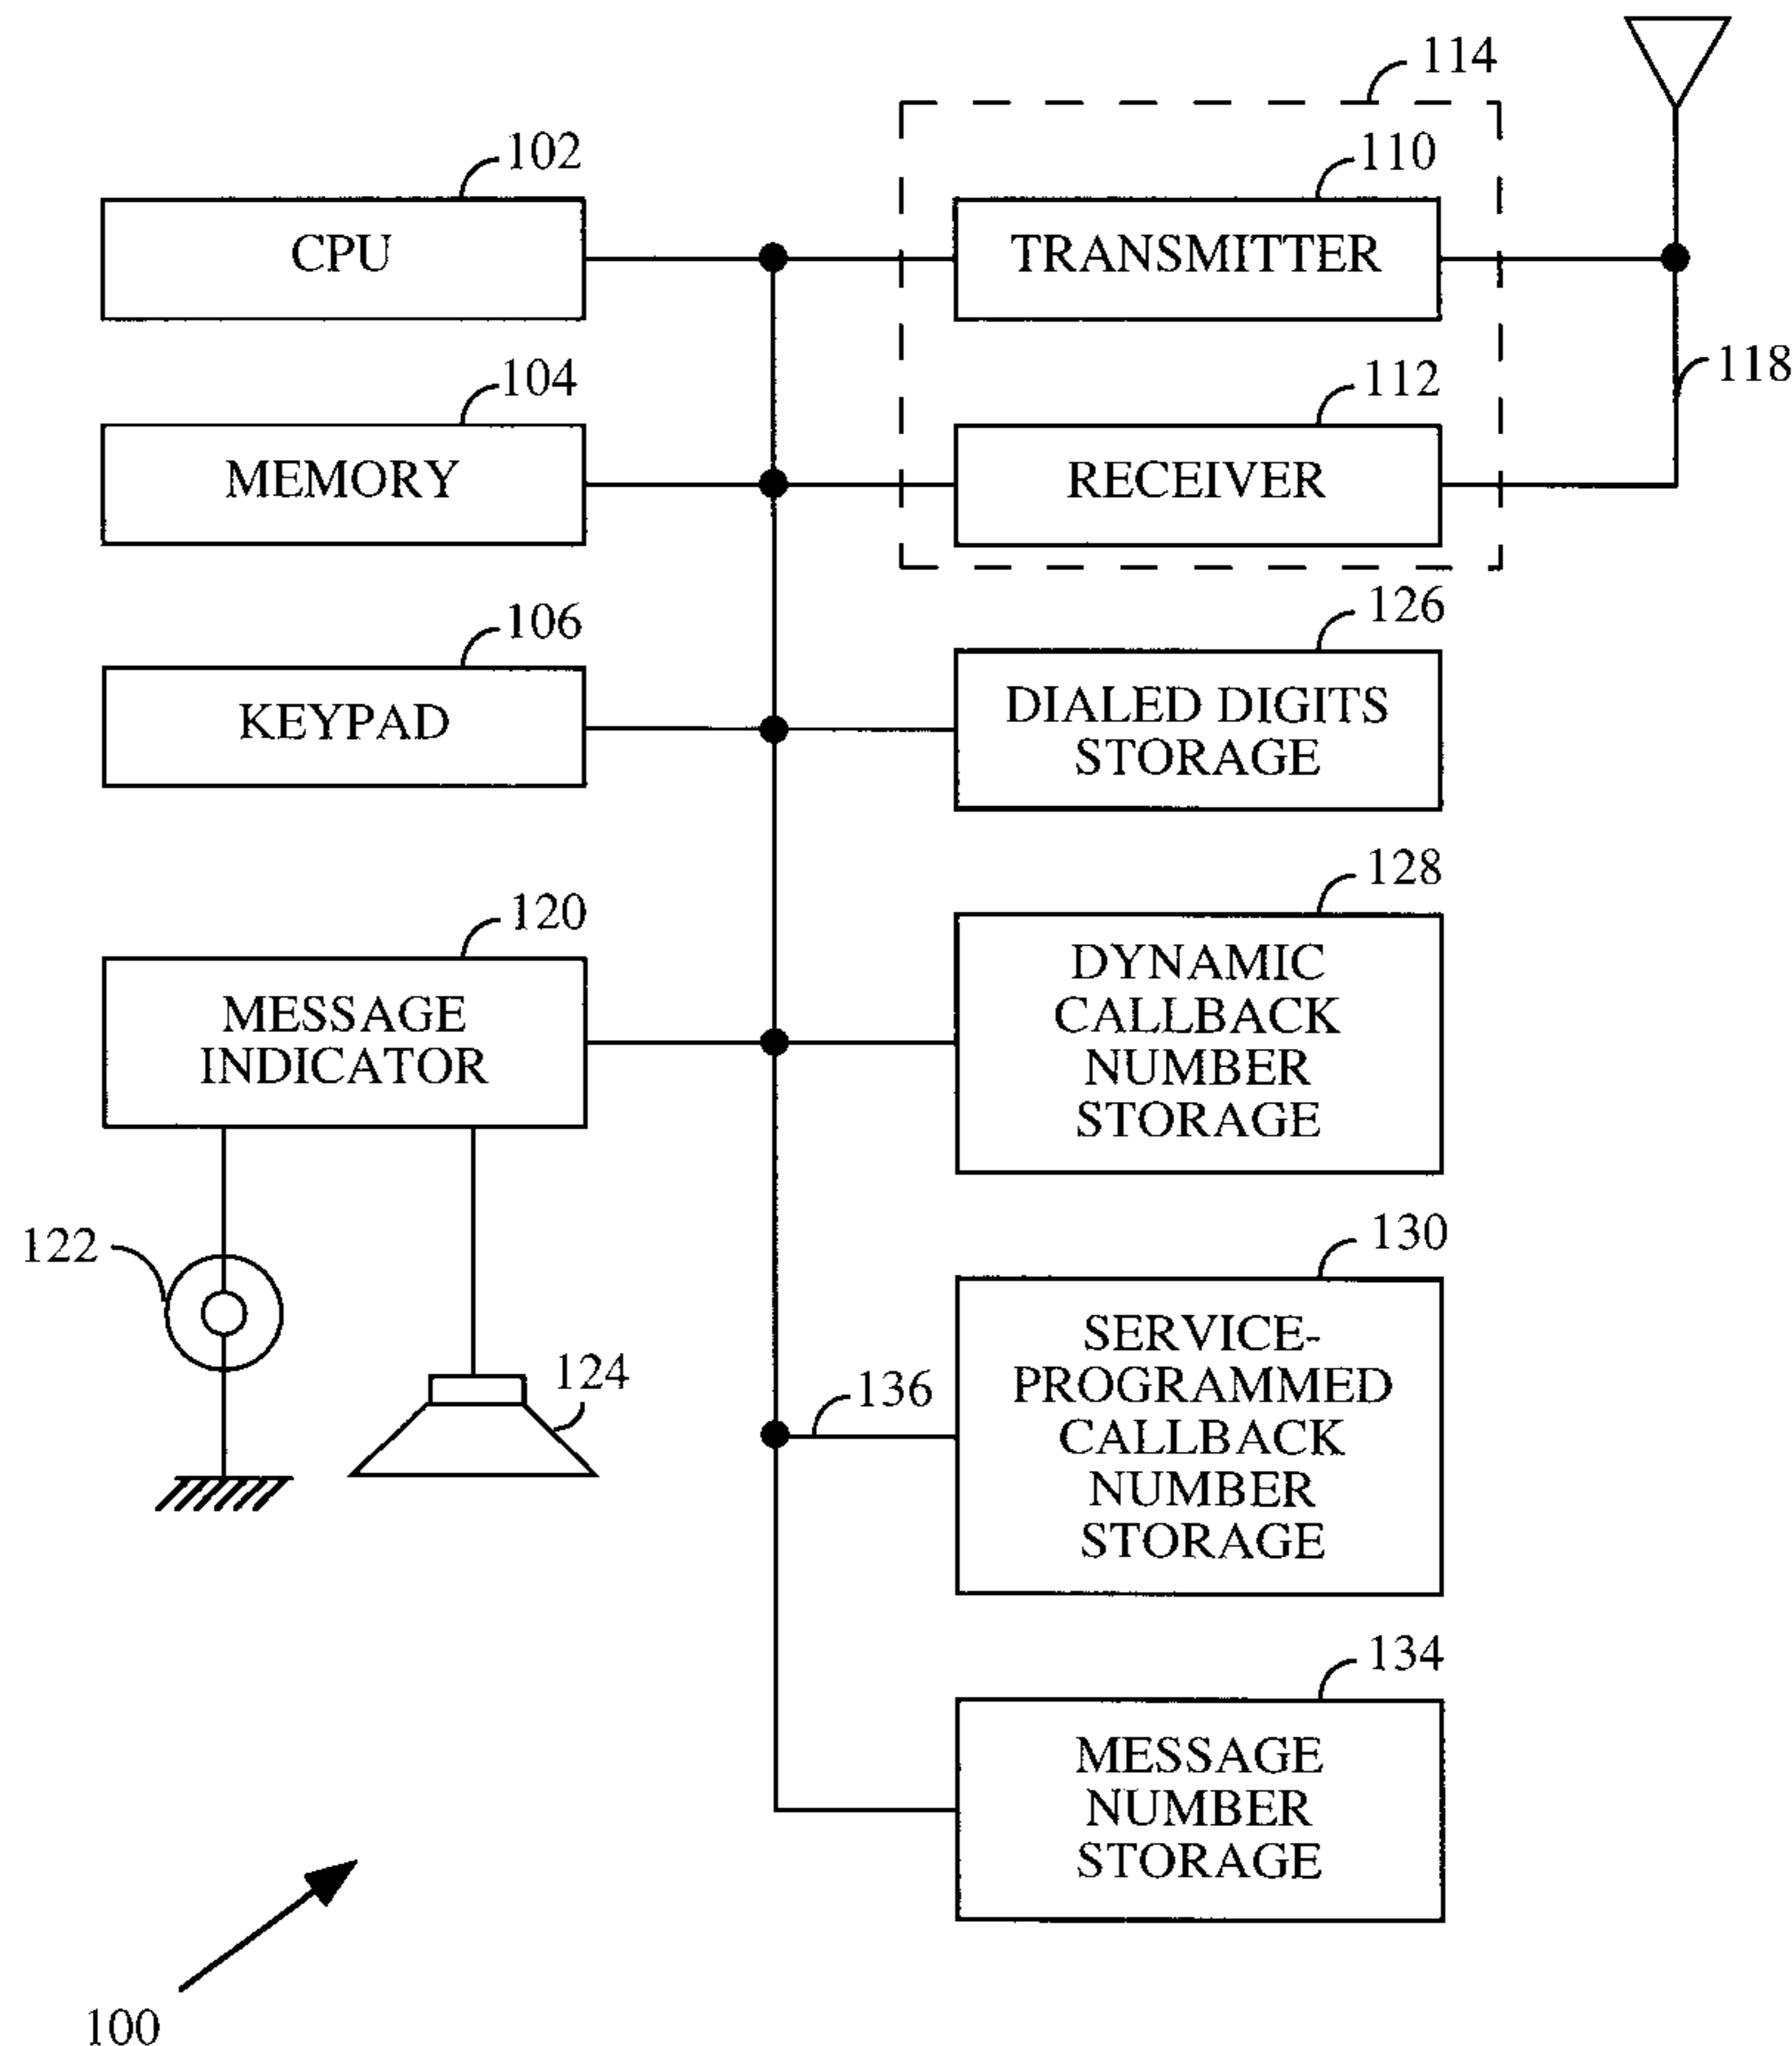 114
102
110
CPU
TRANSMITTER
104
112
118
MEMORY
RECEIVER
106
126
KEYPAD
DIALED DIGITS
STORAGE
120
128
MESSAGE
INDICATOR
DYNAMIC
CALLBACK
NUMBER
STORAGE
122
124
130
136
SERVICE-
PROGRAMMED
CALLBACK
NUMBER
STORAGE
134
MESSAGE
NUMBER
STORAGE
100